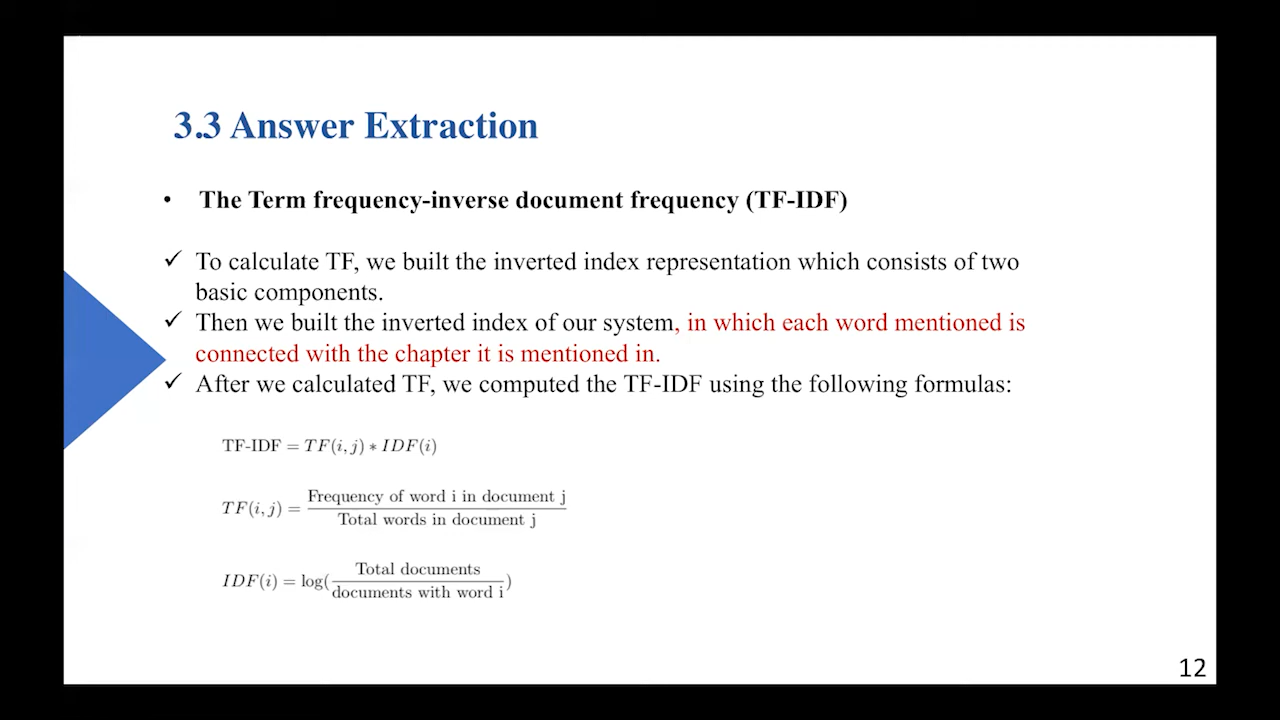 3.3 Answer Extraction
• The Term frequency-inverse document frequency (TF-IDF)
✓ To calculate TF, we built the inverted index representation which consists of two
basic components.
✓ Then we built the inverted index of our system, in which each word mentioned is
connected with the chapter it is mentioned in.
✓ After we calculated TF, we computed the TF-IDF using the following formulas:
TF-IDF = TF(i,j) * IDF(i)
TF(i,j) = Frequency of word i in document j / Total words in document j
IDF(i) = log( Total documents / documents with word i )
12